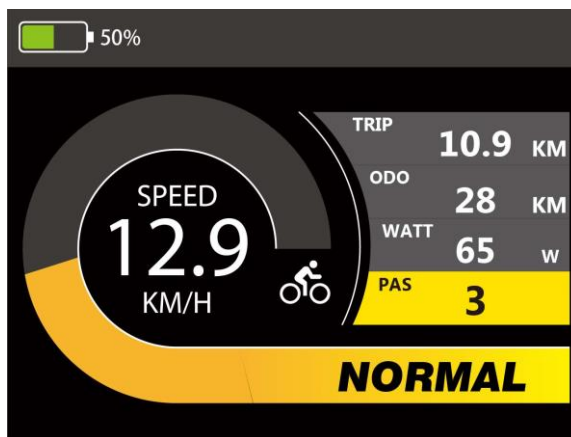 50%
SPEED
12.9
KM/H
TRIP
10.9 KM
ODO
28 KM
WATT
65 W
PAS
3
NORMAL